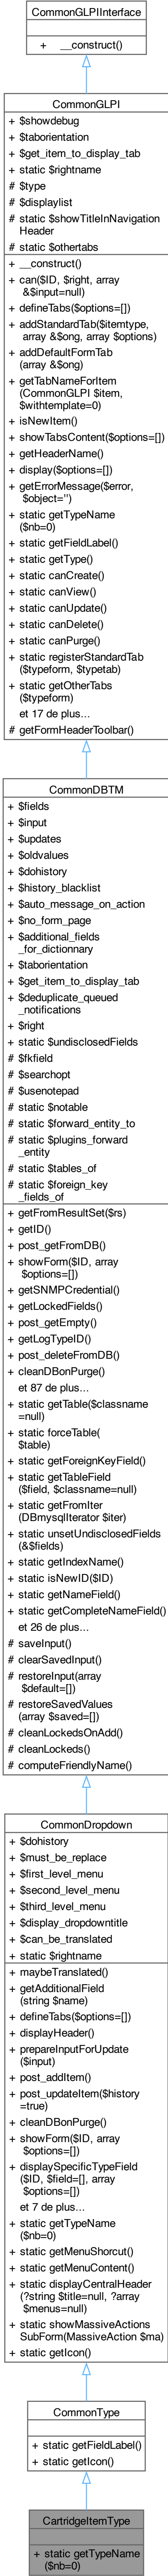 CommonGLPIInterface
+ __construct()
CommonGLPI
+ $showdebug
+ $taborientation
+ $get_item_to_display_tab
+ static $rightname
# $type
# $displaylist
# static $showTitleInNavigation
Header
# static $othertabs
+ __construct()
+ can($ID, $right, array
&$input=null)
+ defineTabs($options=[])
+ addStandardTab($itemtype,
array &$ong, array $options)
+ addDefaultFormTab
(array &$ong)
+ getTabNameForItem
(CommonGLPI $item,
$withtemplate=0)
+ isNewItem()
+ showTabsContent($options=[])
+ getHeaderName()
+ display($options=[])
+ getErrorMessage($error,
$object='')
+ static getTypeName
($nb=0)
+ static getFieldLabel()
+ static getType()
+ static canCreate()
+ static canView()
+ static canUpdate()
+ static canDelete()
+ static canPurge()
+ static registerStandardTab
($typeform, $typetab)
+ static getOtherTabs
($typeform)
et 17 de plus...
# getFormHeaderToolbar()
CommonDBTM
+ $fields
+ $input
+ $updates
+ $oldvalues
+ $dohistory
+ $history_blacklist
+ $auto_message_on_action
+ $no_form_page
+ $additional_fields
_for_dictionnary
+ $taborientation
+ $get_item_to_display_tab
+ $deduplicate_queued
_notifications
+ $right
+ static $undisclosedFields
# $fkfield
# $searchopt
# $usenotepad
# static $notable
# static $forward_entity_to
# static $plugins_forward
_entity
# static $tables_of
# static $foreign_key
_fields_of
+ getFromResultSet($rs)
+ getID()
+ post_getFromDB()
+ showForm($ID, array
$options=[])
+ getSNMPCredential()
+ getLockedFields()
+ post_getEmpty()
+ getLogTypeID()
+ post_deleteFromDB()
+ cleanDBonPurge()
et 87 de plus...
+ static getTable($classname
=null)
+ static forceTable(
$table)
+ static getForeignKeyField()
+ static getTableField
($field, $classname=null)
+ static getFromIter
(DBmysqlIterator $iter)
+ static unsetUndisclosedFields
(&$fields)
+ static getIndexName()
+ static isNewID($ID)
+ static getNameField()
+ static getCompleteNameField()
et 26 de plus...
# saveInput()
# clearSavedInput()
# restoreInput(array
$default=[])
# restoreSavedValues
(array $saved=[])
# cleanLockedsOnAdd()
# cleanLockeds()
# computeFriendlyName()
CommonDropdown
+ $dohistory
+ $must_be_replace
+ $first_level_menu
+ $second_level_menu
+ $third_level_menu
+ $display_dropdowntitle
+ $can_be_translated
+ static $rightname
+ maybeTranslated()
+ getAdditionalField
(string $name)
+ defineTabs($options=[])
+ displayHeader()
+ prepareInputForUpdate
($input)
+ post_addItem()
+ post_updateItem($history
=true)
+ cleanDBonPurge()
+ showForm($ID, array
$options=[])
+ displaySpecificTypeField
($ID, $field=[], array
$options=[])
et 7 de plus...
+ static getTypeName
($nb=0)
+ static getMenuShorcut()
+ static getMenuContent()
+ static displayCentralHeader
(?string $title=null, ?array
$menus=null)
+ static showMassiveActions
SubForm(MassiveAction $ma)
+ static getIcon()
CommonType
+ static getFieldLabel()
+ static getIcon()
CartridgeItemType
+ static getTypeName
($nb=0)